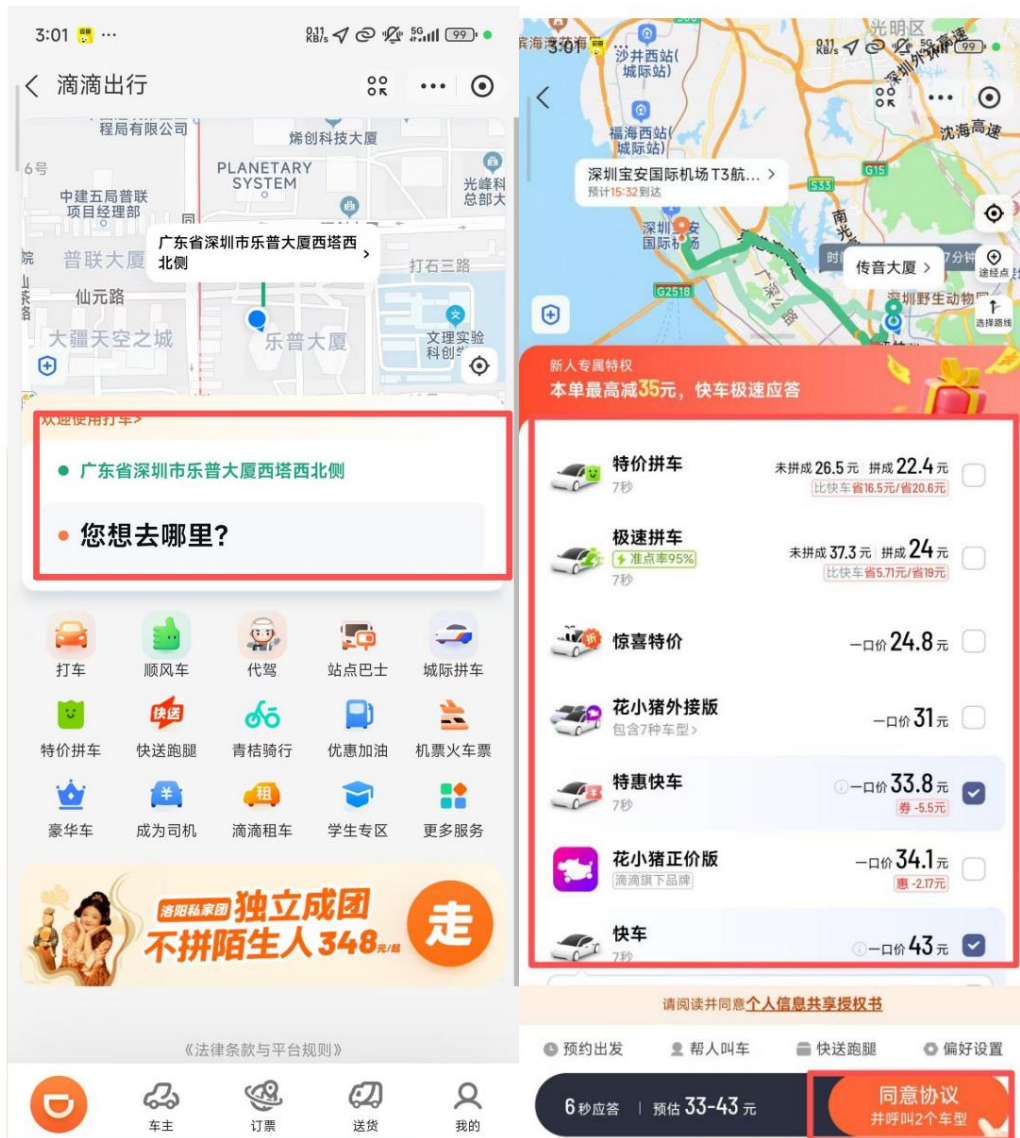 3:01
0.11 KB/s
5G
99
滴滴出行
程局有限公司
烯创科技大厦
6号
PLANETARY
SYSTEM
中建五局普联
项目经理部
光峰科
总部大
广东省深圳市乐普大厦西塔西
北侧
普联大厦
打石三路
仙元路
大疆天空之城
乐普大厦
文理实验
欢迎使用打车>
广东省深圳市乐普大厦西塔西北侧
您想去哪里?
打车
顺风车
代驾
站点巴士
城际拼车
特价拼车
快送
快送跑腿
青桔骑行
优惠加油
机票火车票
豪华车
成为司机
租
滴滴租车
学生专区
更多服务
洛阳私家团 独立成团
不拼陌生人 348元/起
走
《法律条款与平台规则》
车主
订票
送货
我的
3:01
0.11 KB/s
5G
99
光明区
沙井西站(
城际站)
深圳外环高速
福海西站(
城际站)
沈海高速
G15
S33
深圳宝安国际机场T3航... >
预计15:32到达
传音大厦 >
途经点
G2518
选择路线
新人专属特权
本单最高减35元，快车极速应答
特价拼车
未拼成26.5元 拼成22.4元
7秒
比快车省16.5元/省20.6元
极速拼车
准点率95%
未拼成37.3元 拼成24元
7秒
比快车省5.71元/省19元
惊喜特价
一口价24.8元
花小猪外接版
包含7种车型>
一口价31元
特惠快车
一口价33.8元
7秒
券 -5.5元
花小猪正价版
一口价34.1元
滴滴旗下品牌
惠 -2.17元
快车
一口价43元
7秒
请阅读并同意个人信息共享授权书
预约出发
帮人叫车
快送跑腿
偏好设置
6秒应答 | 预估33-43元
同意协议
并呼叫2个车型